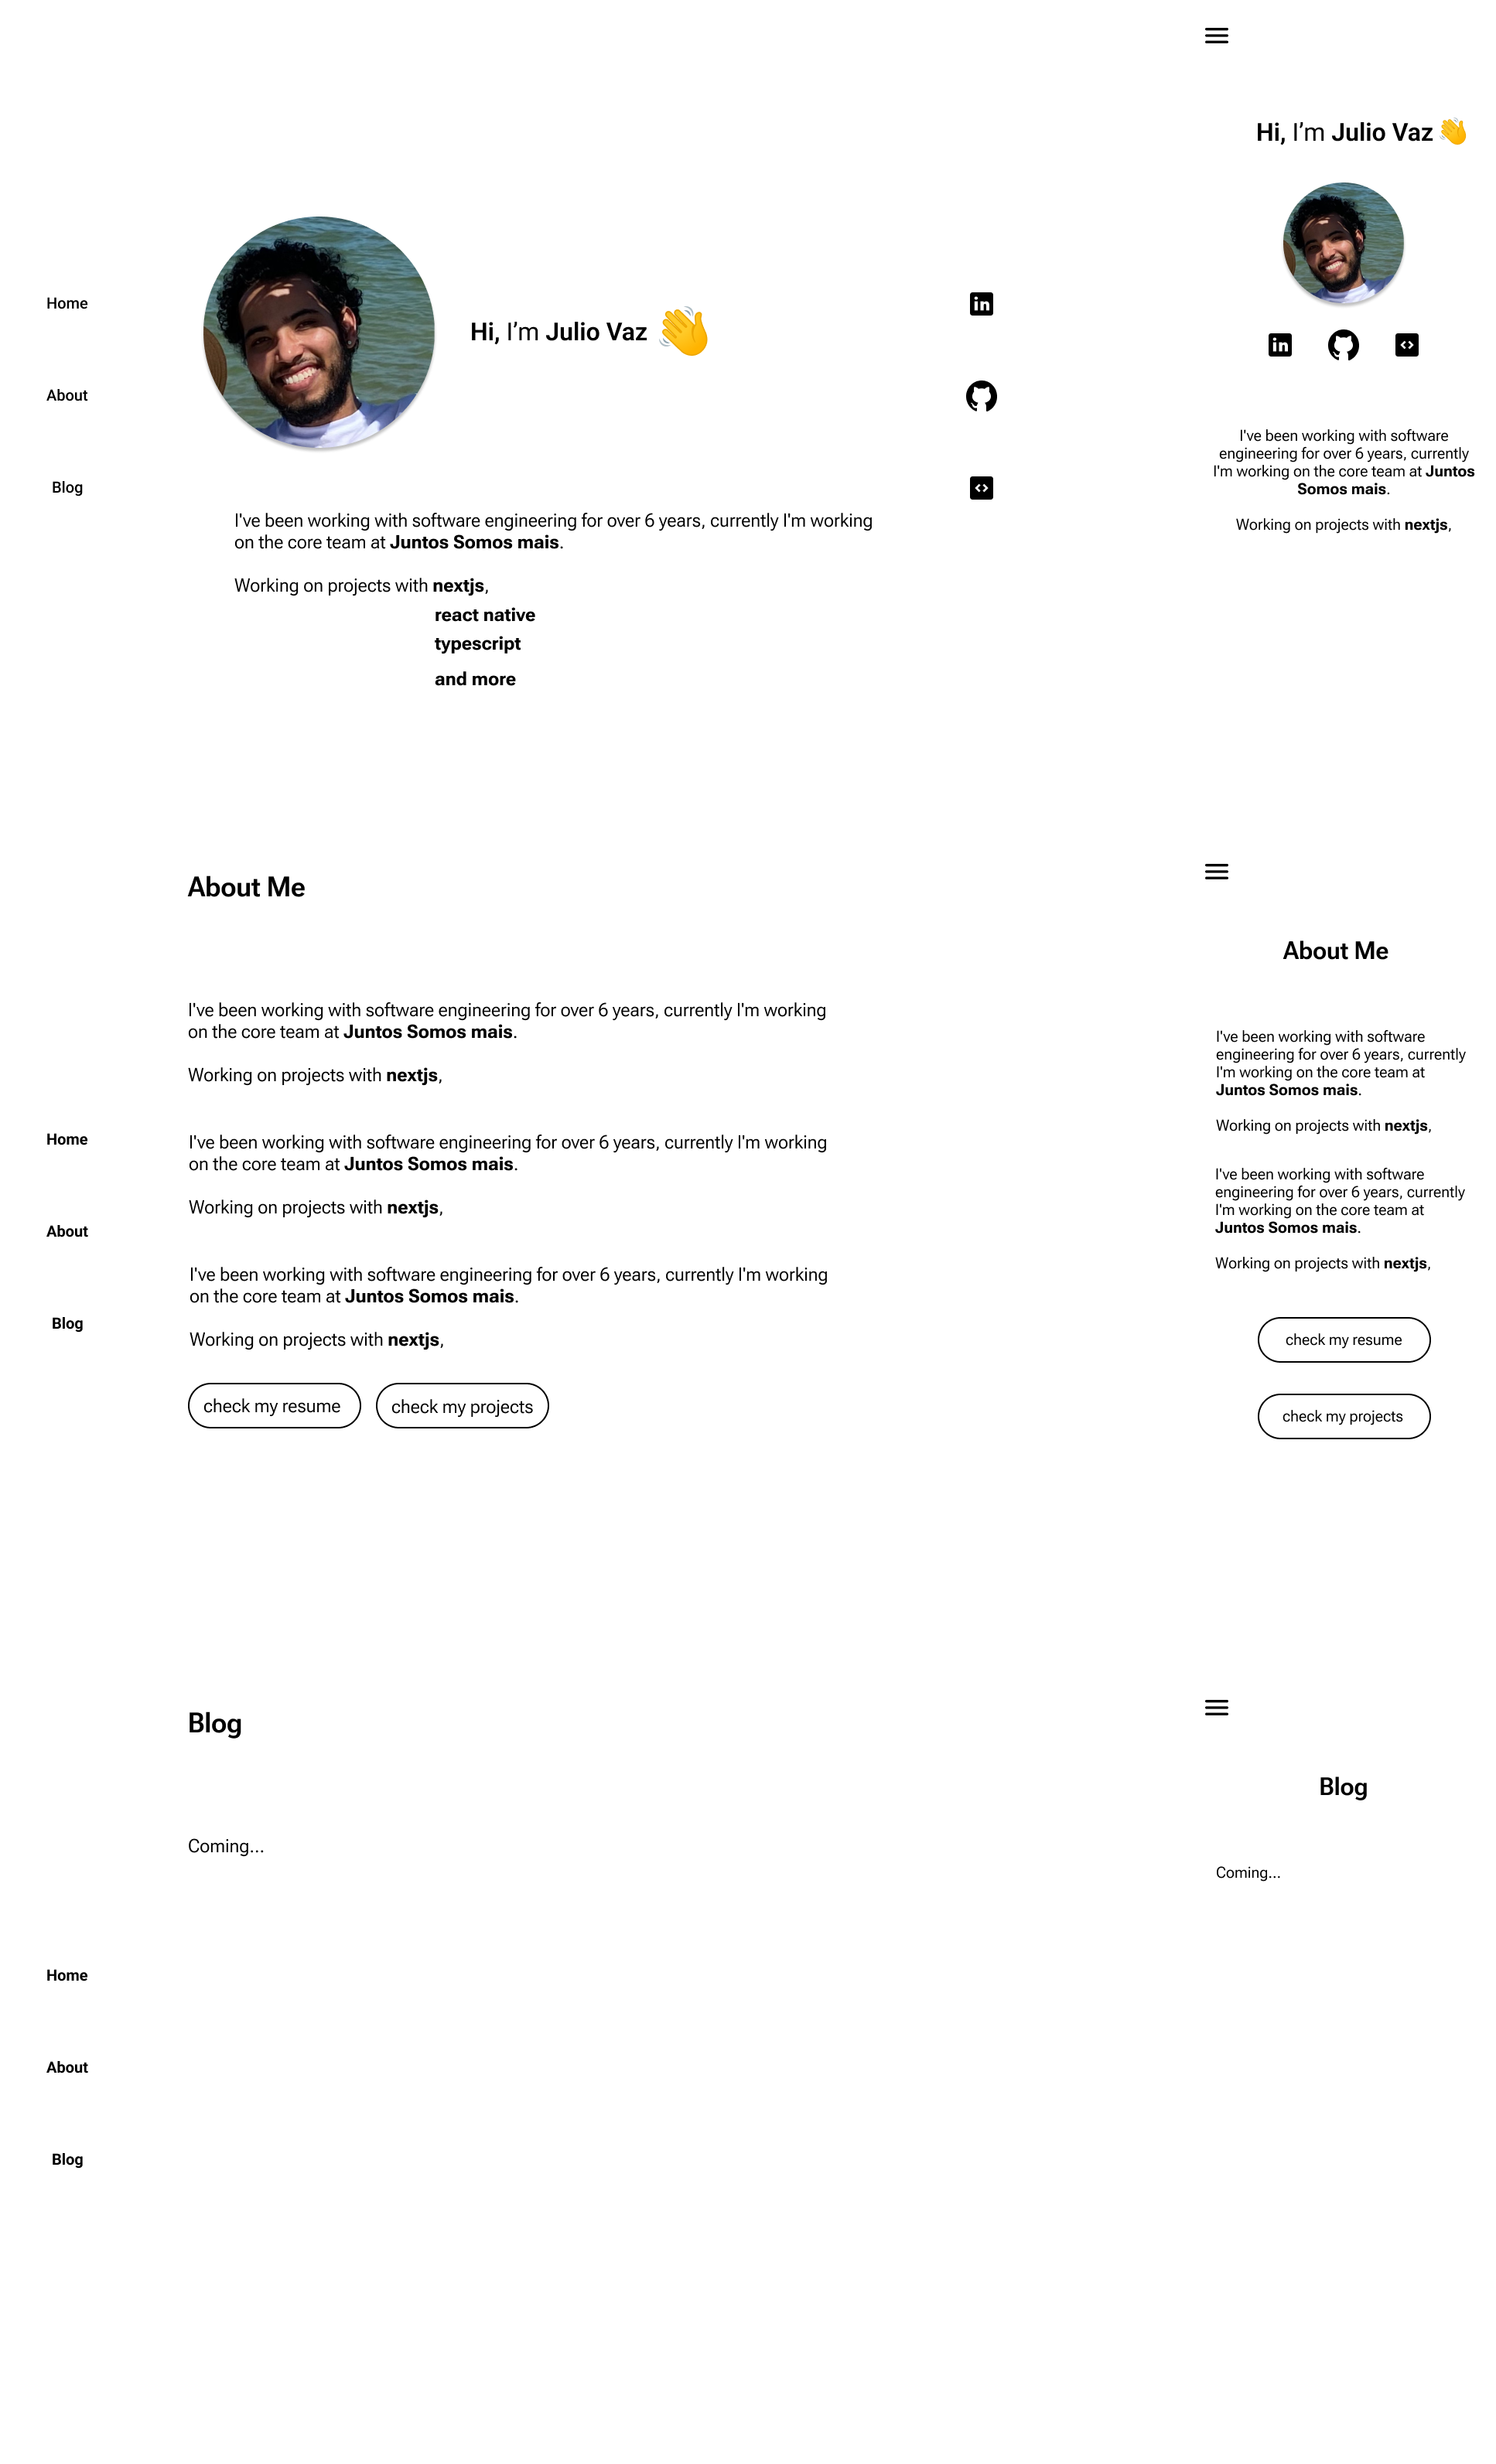 Hi, I’m Julio Vaz 👋
Home
About
Blog
I've been working with software engineering for over 6 years, currently I'm working
on the core team at Juntos Somos mais.
Working on projects with nextjs,
react native
typescript
and more
Hi, I’m Julio Vaz 👋
I've been working with software
engineering for over 6 years, currently
I'm working on the core team at Juntos
Somos mais.
Working on projects with nextjs,
About Me
Home
About
Blog
I've been working with software engineering for over 6 years, currently I'm working
on the core team at Juntos Somos mais.
Working on projects with nextjs,
I've been working with software engineering for over 6 years, currently I'm working
on the core team at Juntos Somos mais.
Working on projects with nextjs,
I've been working with software engineering for over 6 years, currently I'm working
on the core team at Juntos Somos mais.
Working on projects with nextjs,
check my resume
check my projects
About Me
I've been working with software
engineering for over 6 years, currently
I'm working on the core team at
Juntos Somos mais.
Working on projects with nextjs,
I've been working with software
engineering for over 6 years, currently
I'm working on the core team at
Juntos Somos mais.
Working on projects with nextjs,
check my resume
check my projects
Blog
Coming...
Home
About
Blog
Blog
Coming...